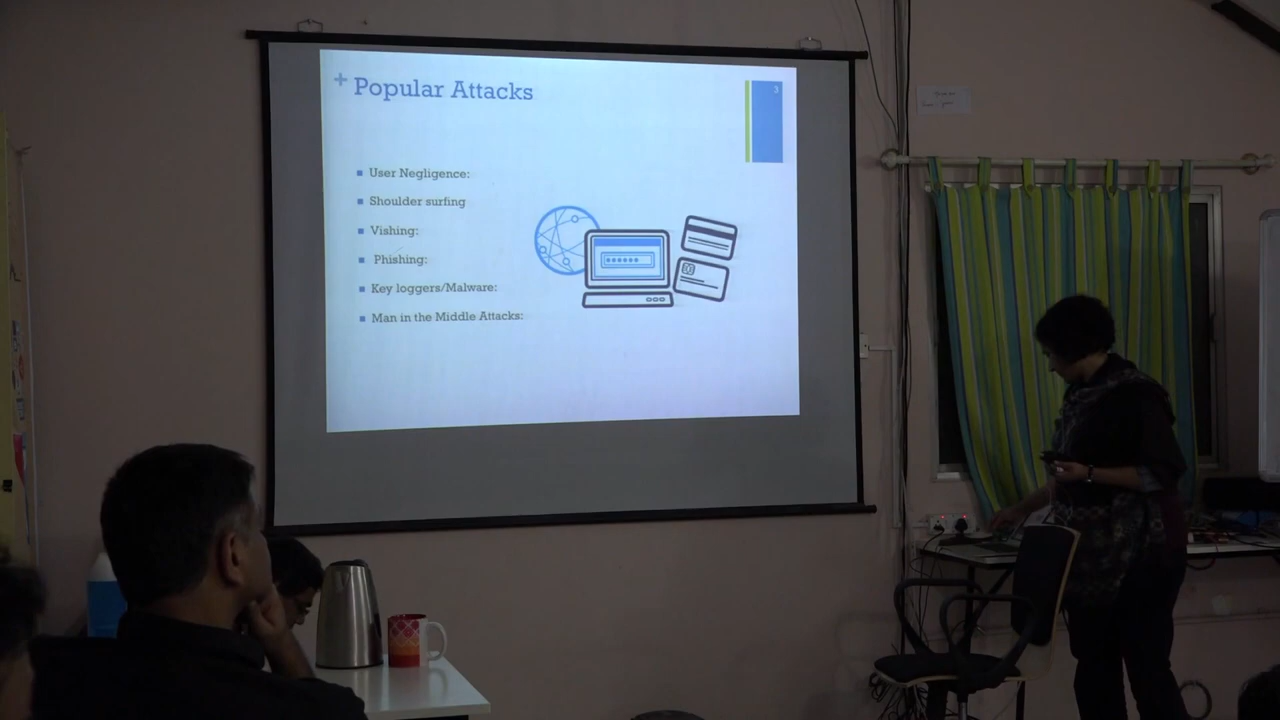 + Popular Attacks
3
■ User Negligence:
■ Shoulder surfing
■ Vishing:
■ Phishing:
■ Key loggers/Malware:
■ Man in the Middle Attacks: